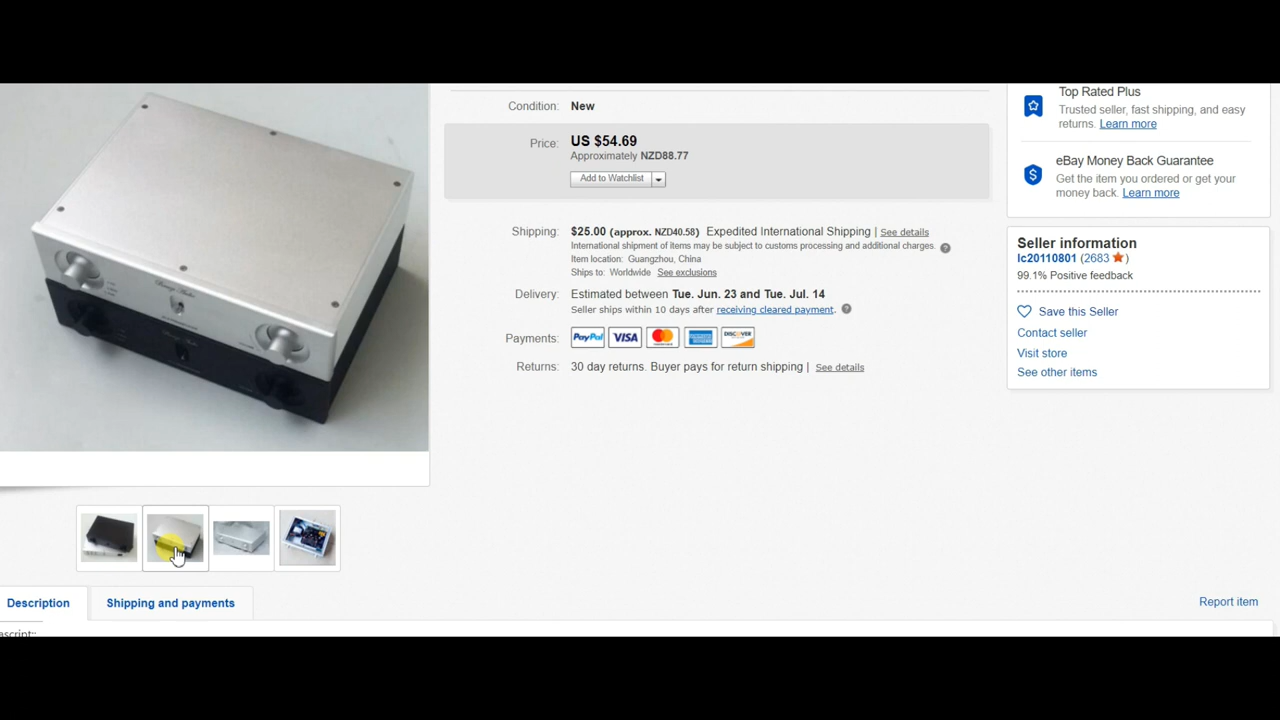 Condition: New
Price: US $54.69
Approximately NZD88.77
Add to Watchlist
Shipping: $25.00 (approx. NZD40.58) Expedited International Shipping | See details
International shipment of items may be subject to customs processing and additional charges.
Item location: Guangzhou, China
Ships to: Worldwide See exclusions
Delivery: Estimated between Tue. Jun. 23 and Tue. Jul. 14
Seller ships within 10 days after receiving cleared payment.
Payments: PayPal VISA MasterCard AMERICAN EXPRESS DISCOVER
Returns: 30 day returns. Buyer pays for return shipping | See details
Top Rated Plus
Trusted seller, fast shipping, and easy
returns. Learn more
eBay Money Back Guarantee
Get the item you ordered or get your
money back. Learn more
Seller information
lc20110801 (2683)
99.1% Positive feedback
Save this Seller
Contact seller
Visit store
See other items
Description
Shipping and payments
Report item